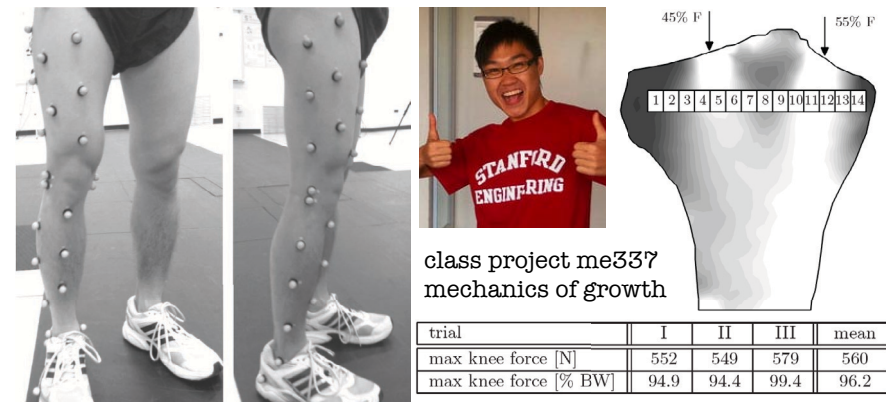 45% F
55% F
1 2 3 4 5 6 7 8 9 10 11 12 13 14
STANFORD
ENGINEERING
class project me337
mechanics of growth
trial I II III mean
max knee force [N] 552 549 579 560
max knee force [% BW] 94.9 94.4 99.4 96.2